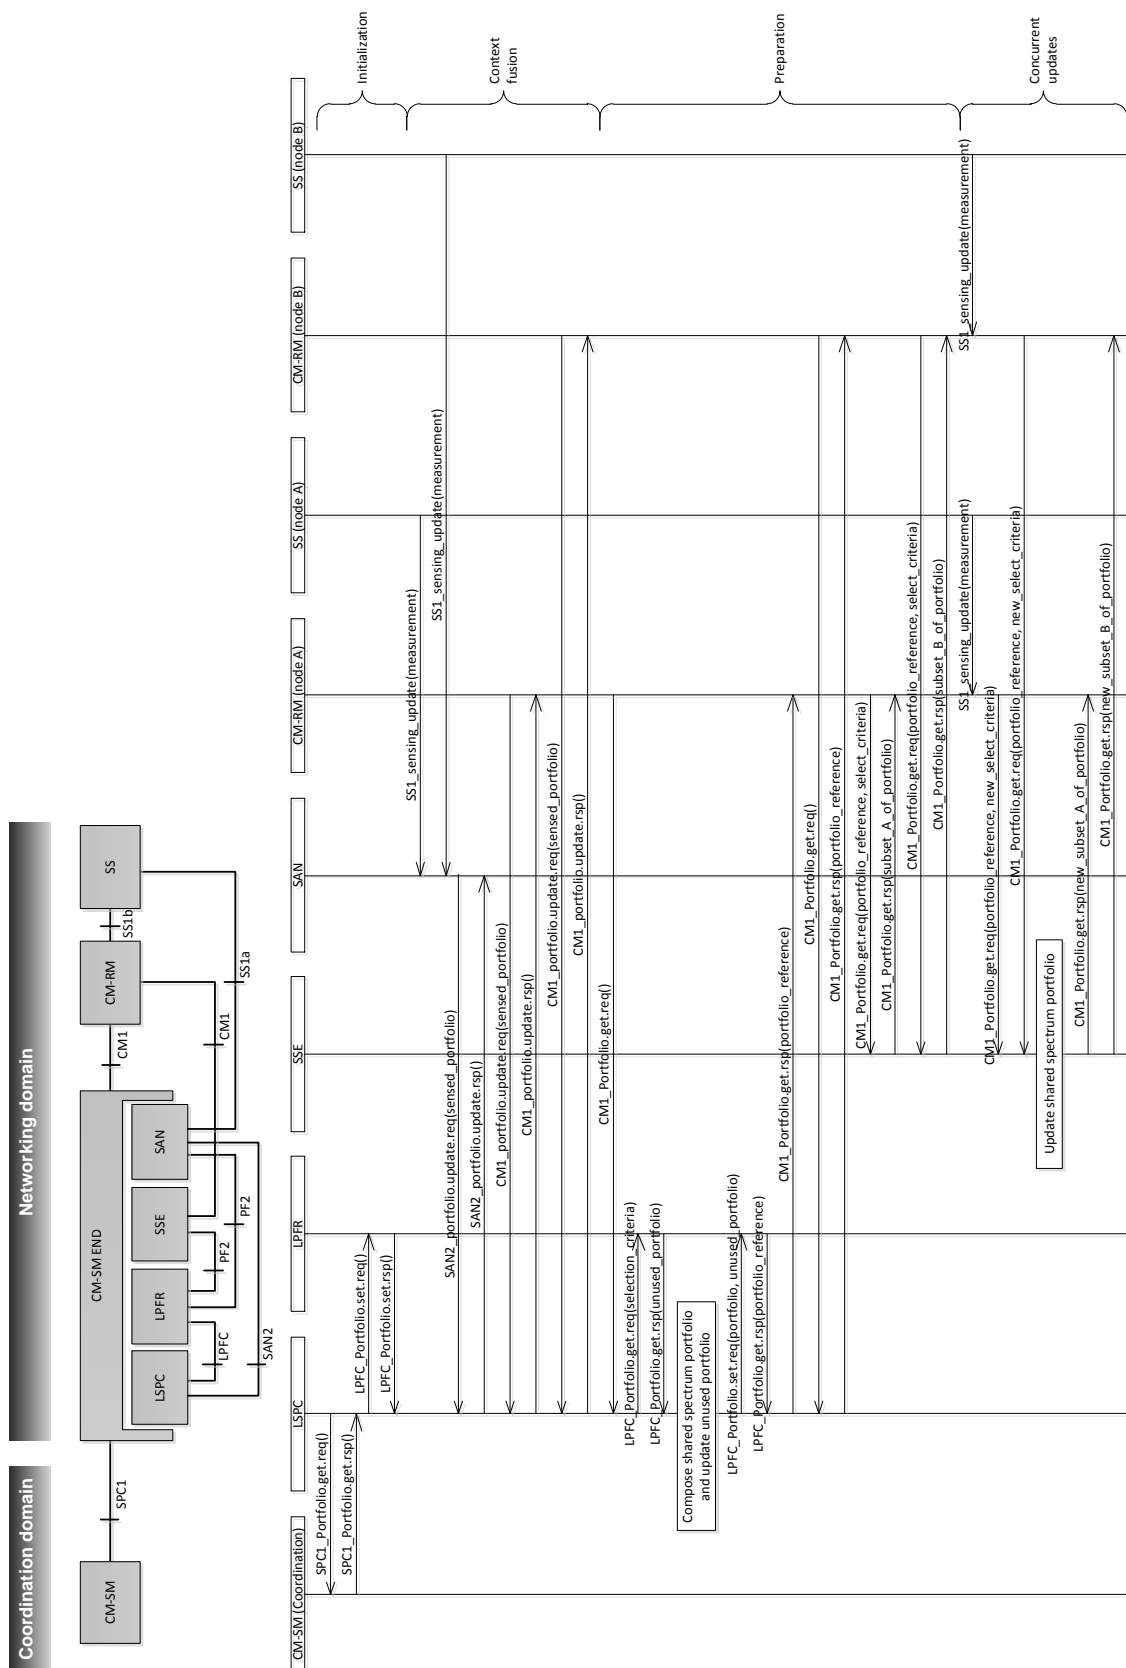 Coordination domain
Networking domain
CM-SM
SPC1
CM-SM END
LSPC
LPFR
SSE
SAN
LPFC
PF2
PF2
SAN2
CM1
CM-RM
SS1b
SS
CM1
SS1a
CM-SM (Coordination)
LSPC
LPFR
SSE
SAN
CM-RM (node A)
SS (node A)
CM-RM (node B)
SS (node B)
Initialization
SPC1_Portfolio.get.req()
SPC1_Portfolio.get.rsp()
LPFC_Portfolio.set.req()
LPFC_Portfolio.set.rsp()
Context
fusion
SS1_sensing_update(measurement)
SS1_sensing_update(measurement)
SAN2_portfolio.update.req(sensed_portfolio)
SAN2_portfolio.update.rsp()
CM1_portfolio.update.req(sensed_portfolio)
CM1_portfolio.update.rsp()
CM1_portfolio.update.req(sensed_portfolio)
CM1_portfolio.update.rsp()
Preparation
CM1_Portfolio.get.req()
LPFC_Portfolio.get.req(selection_criteria)
LPFC_Portfolio.get.rsp(unused_portfolio)
Compose shared spectrum portfolio
and update unused portfolio
LPFC_Portfolio.set.req(portfolio, unused_portfolio)
LPFC_Portfolio.get.rsp(portfolio_reference)
CM1_Portfolio.get.rsp(portfolio_reference)
CM1_Portfolio.get.req()
CM1_Portfolio.get.rsp(portfolio_reference)
CM1_Portfolio.get.req(portfolio_reference, select_criteria)
CM1_Portfolio.get.rsp(subset_A_of_portfolio)
CM1_Portfolio.get.req(portfolio_reference, select_criteria)
CM1_Portfolio.get.rsp(subset_B_of_portfolio)
Concurrent
updates
SS1_sensing_update(measurement)
SS1_sensing_update(measurement)
CM1_Portfolio.get.req(portfolio_reference, new_select_criteria)
CM1_Portfolio.get.req(portfolio_reference, new_select_criteria)
Update shared spectrum portfolio
CM1_Portfolio.get.rsp(new_subset_A_of_portfolio)
CM1_Portfolio.get.rsp(new_subset_B_of_portfolio)